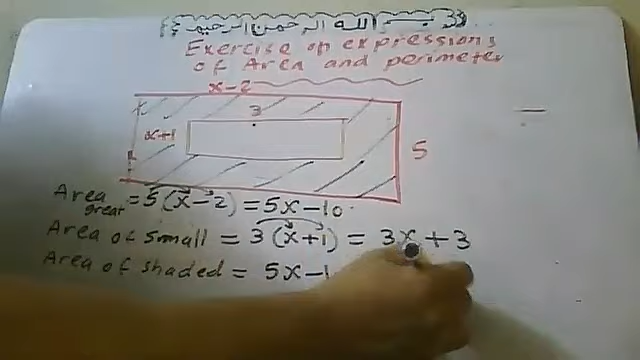 بسم الله الرحمن الرحيم
Exercise of expressions
of Area and perimeter
x-2
3
x+1
5
Area great = 5(x-2) = 5x-10.
Area of small = 3(x+1) = 3x+3
Area of shaded = 5x-1